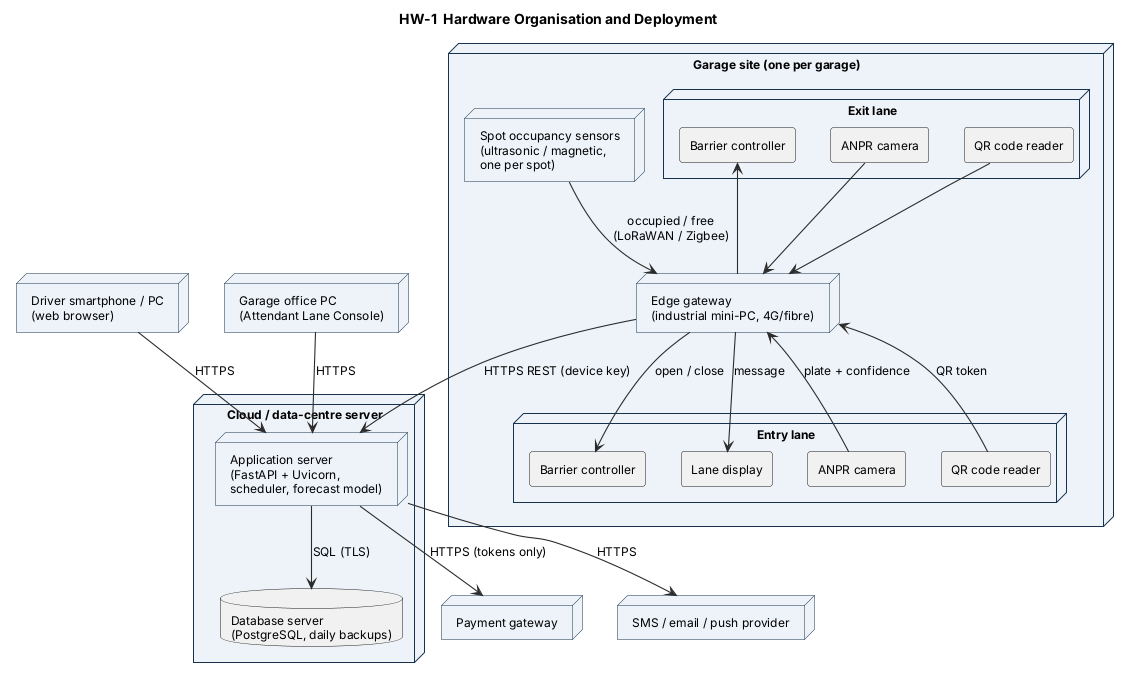 HW-1 Hardware Organisation and Deployment
Garage site (one per garage)
Exit lane
Spot occupancy sensors
(ultrasonic / magnetic,
one per spot)
Barrier controller
ANPR camera
QR code reader
occupied / free
(LoRaWAN / Zigbee)
Driver smartphone / PC
(web browser)
Garage office PC
(Attendant Lane Console)
Edge gateway
(industrial mini-PC, 4G/fibre)
HTTPS
HTTPS
HTTPS REST (device key)
open / close
message
plate + confidence
QR token
Cloud / data-centre server
Entry lane
Application server
(FastAPI + Uvicorn,
scheduler, forecast model)
Barrier controller
Lane display
ANPR camera
QR code reader
SQL (TLS)
HTTPS (tokens only)
HTTPS
Database server
(PostgreSQL, daily backups)
Payment gateway
SMS / email / push provider